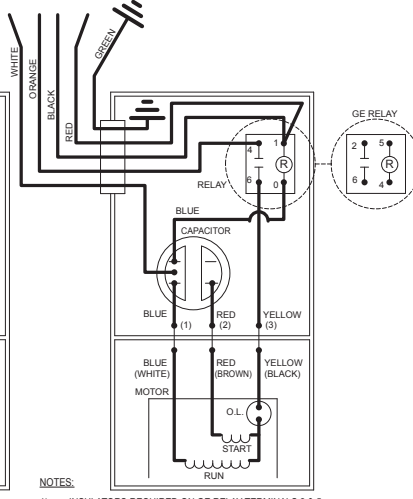 WHITE
ORANGE
BLACK
RED
GREEN
GE RELAY
4
1
R
6
0
RELAY
2
5
R
6
4
BLUE
CAPACITOR
BLUE
(1)
RED
(2)
YELLOW
(3)
BLUE
(WHITE)
RED
(BROWN)
YELLOW
(BLACK)
MOTOR
O.L.
START
RUN
NOTES: